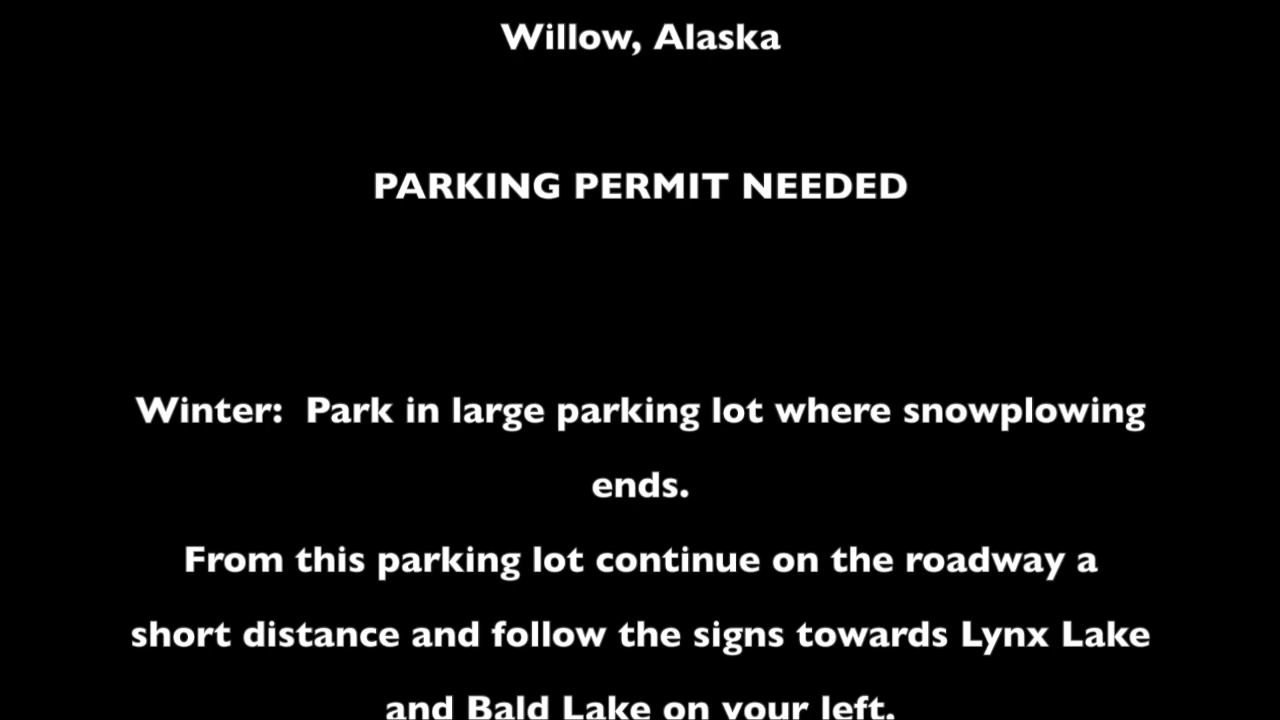 Willow, Alaska
PARKING PERMIT NEEDED
Winter:  Park in large parking lot where snowplowing
ends.
From this parking lot continue on the roadway a
short distance and follow the signs towards Lynx Lake
and Bald Lake on your left.